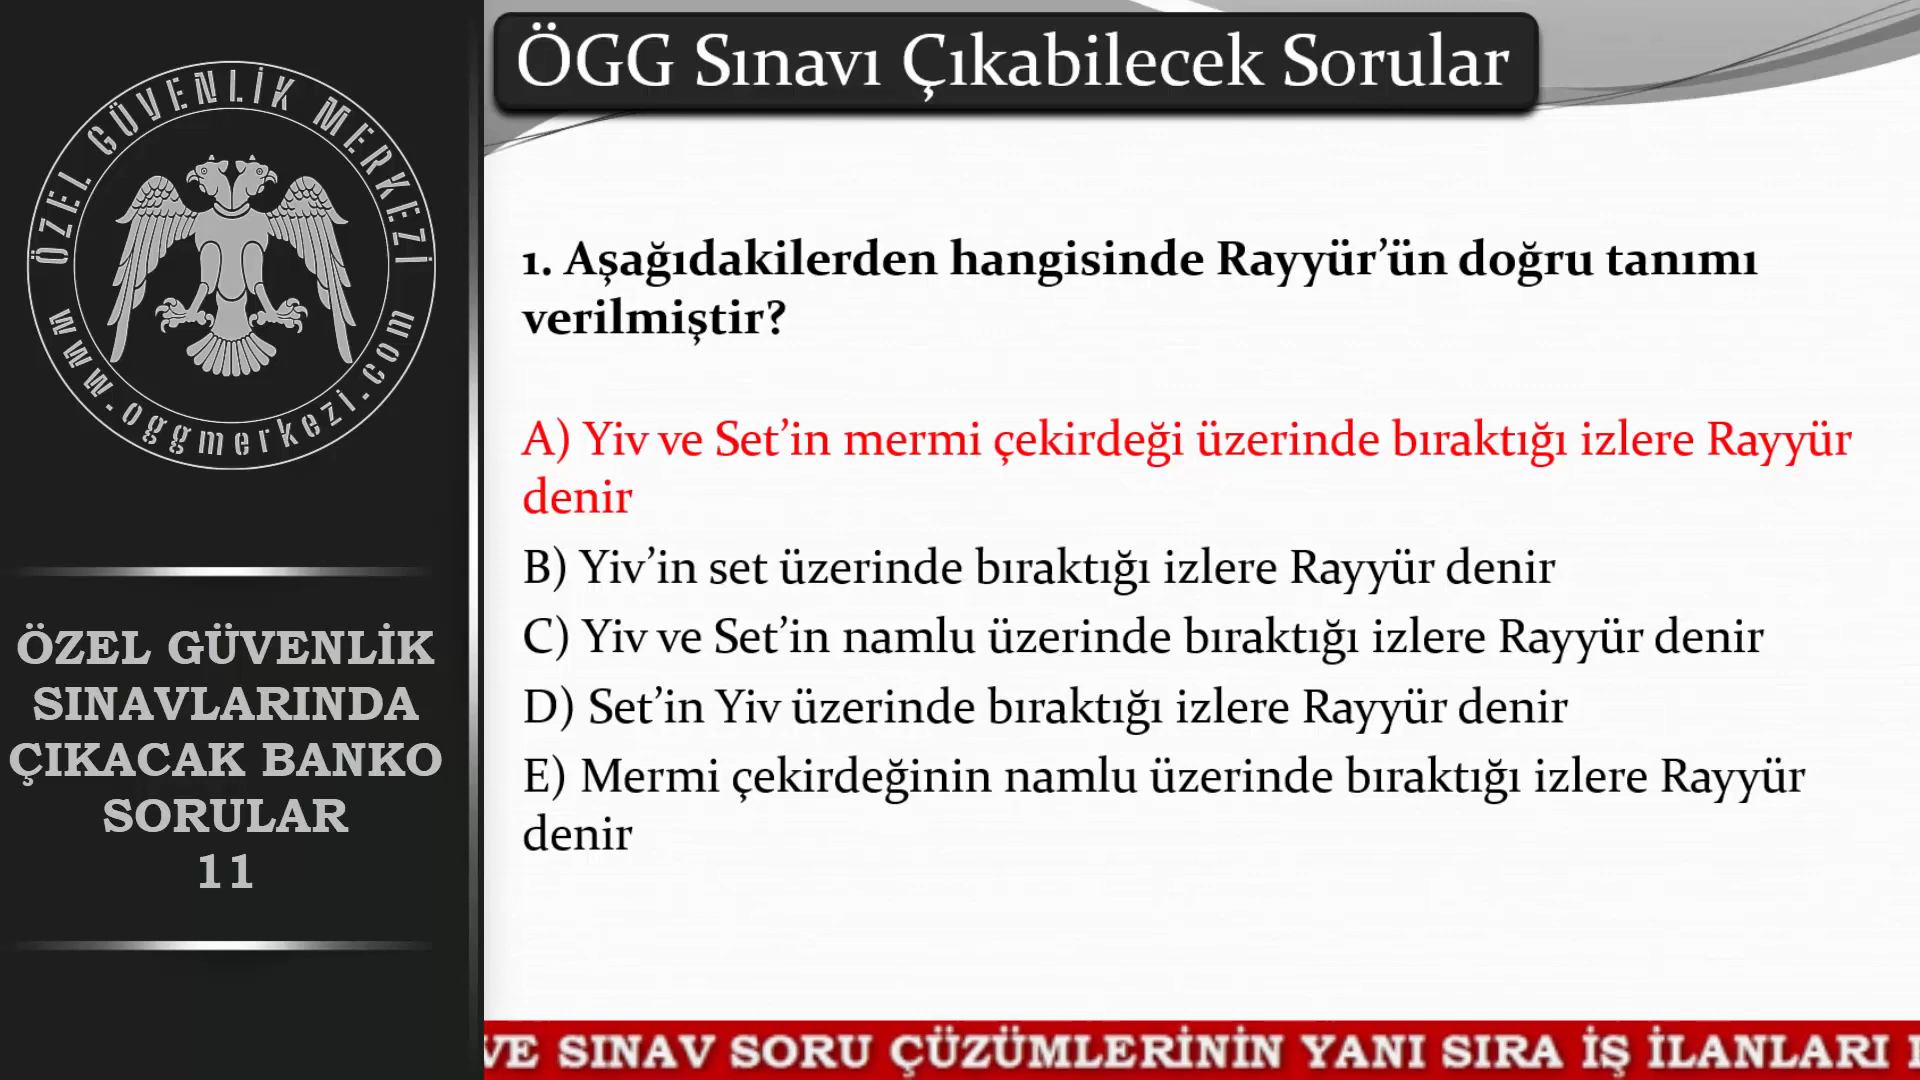 ÖZEL GÜVENLİK MERKEZİ
www.oggmerkezi.com
ÖZEL GÜVENLİK
SINAVLARINDA
ÇIKACAK BANKO
SORULAR
11
ÖGG Sınavı Çıkabilecek Sorular
1. Aşağıdakilerden hangisinde Rayyür’ün doğru tanımı
verilmiştir?
A) Yiv ve Set’in mermi çekirdeği üzerinde bıraktığı izlere Rayyür
denir
B) Yiv’in set üzerinde bıraktığı izlere Rayyür denir
C) Yiv ve Set’in namlu üzerinde bıraktığı izlere Rayyür denir
D) Set’in Yiv üzerinde bıraktığı izlere Rayyür denir
E) Mermi çekirdeğinin namlu üzerinde bıraktığı izlere Rayyür
denir
VE SINAV SORU ÇÜZÜMLERİNİN YANI SIRA İŞ İLANLARI